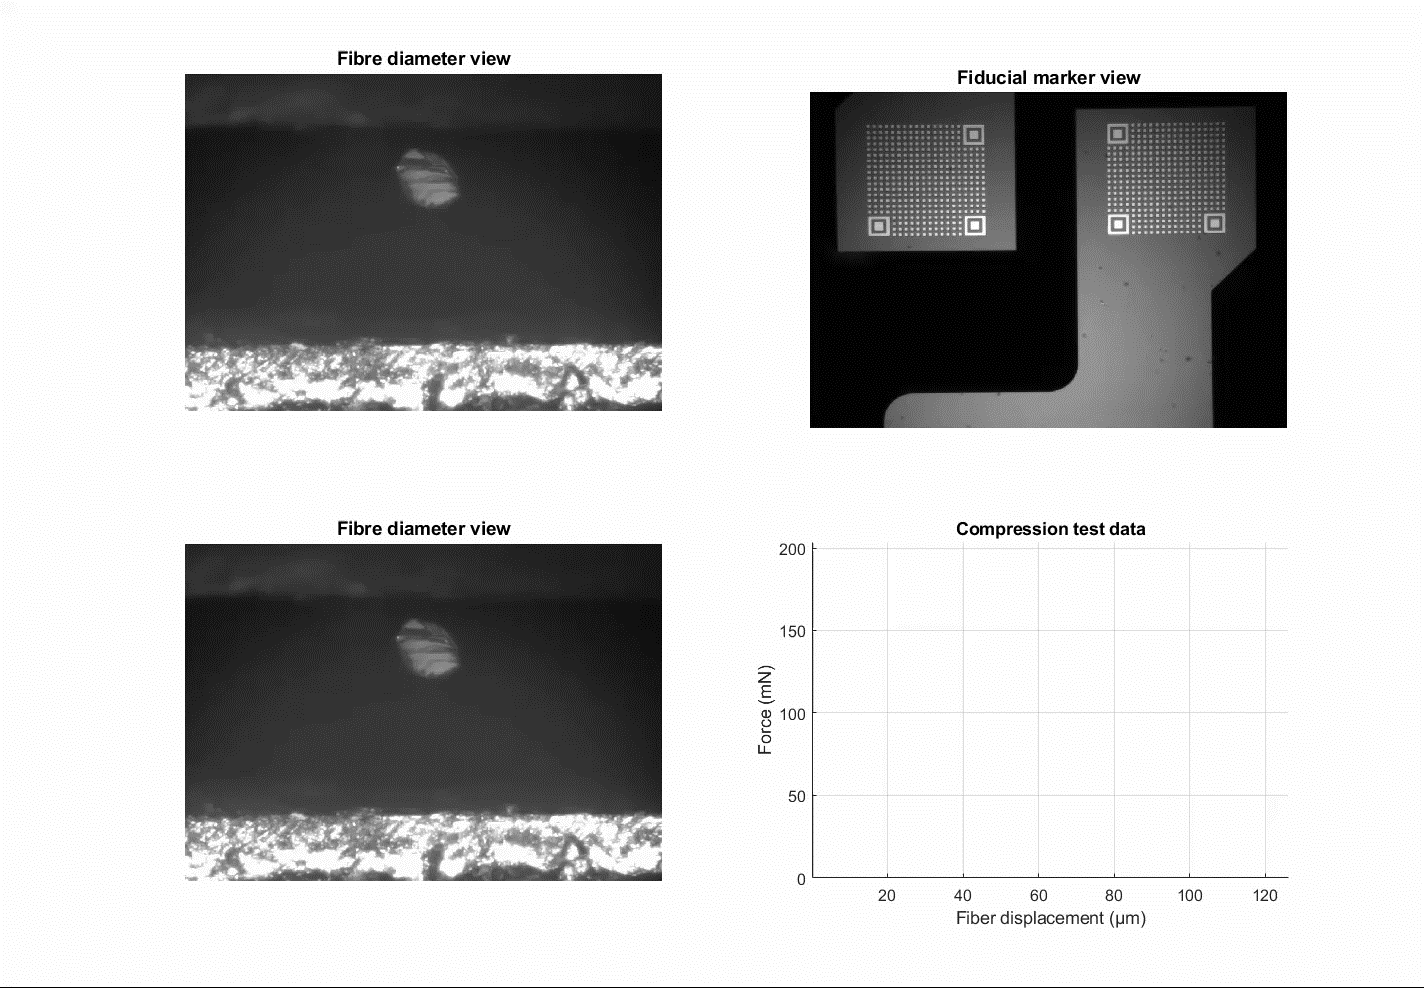 Fibre diameter view
Fiducial marker view
Fibre diameter view
Compression test data
200
150
100
50
0
Force (mN)
20 40 60 80 100 120
Fiber displacement (μm)